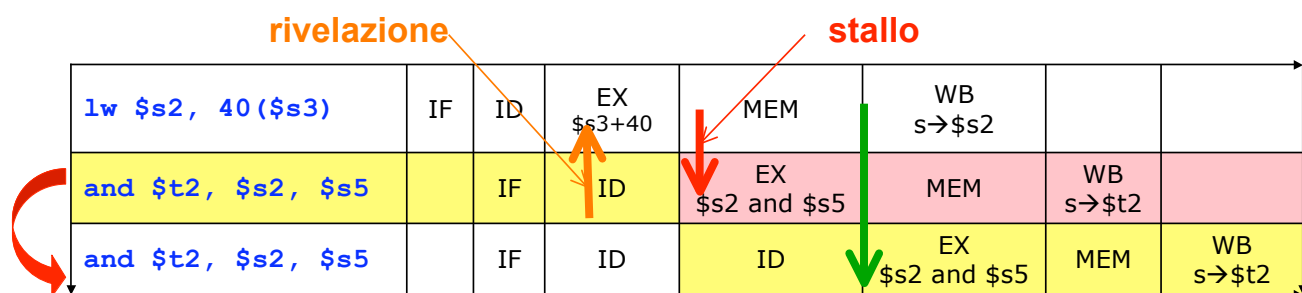 rivelazione stallo
lw $s2, 40($s3) IF ID EX MEM WB
$s3+40 s→$s2
and $t2, $s2, $s5 IF ID EX MEM WB
$s2 and $s5 s→$t2
and $t2, $s2, $s5 IF ID ID EX MEM WB
$s2 and $s5 s→$t2